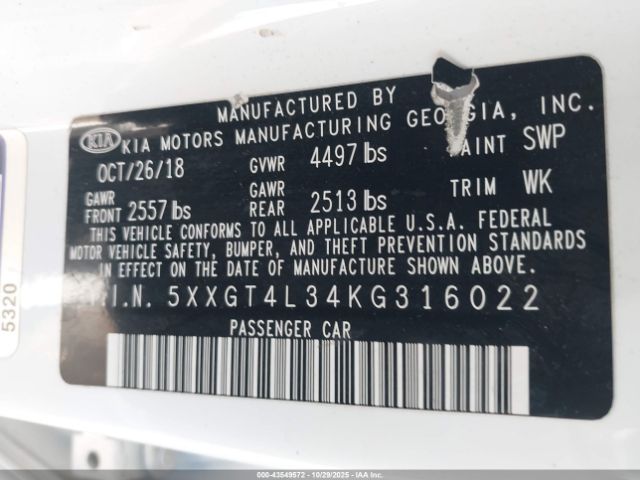 MANUFACTURED BY
KIA KIA MOTORS MANUFACTURING GEORGIA, INC.
OCT/26/18 GVWR 4497 lbs PAINT SWP
GAWR FRONT 2557 lbs GAWR REAR 2513 lbs TRIM WK
THIS VEHICLE CONFORMS TO ALL APPLICABLE U.S.A. FEDERAL
MOTOR VEHICLE SAFETY, BUMPER, AND THEFT PREVENTION STANDARDS
IN EFFECT ON THE DATE OF MANUFACTURE SHOWN ABOVE.
V.I.N. 5XXGT4L34KG316022
PASSENGER CAR
5320
000-43549572 | 10/29/2025 | IAA Inc.